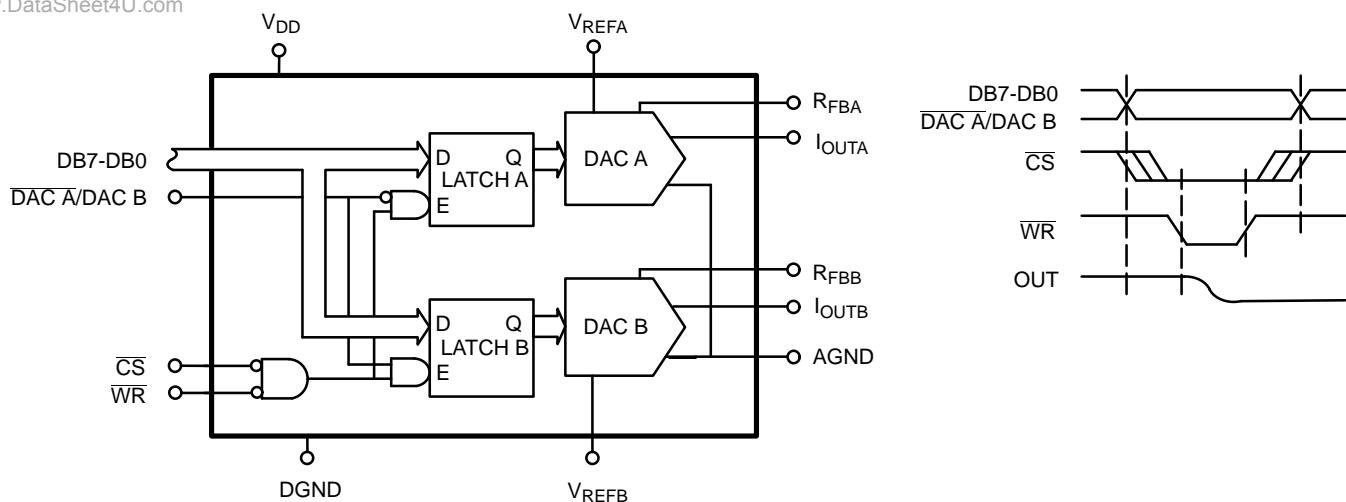 .DataSheet4U.com
VDD
VREFA
RFBA
IOUTA
DB7-DB0
DAC A/DAC B
D Q
LATCH A
E
DAC A
RFBB
IOUTB
AGND
D Q
LATCH B
E
DAC B
CS
WR
DGND
VREFB
DB7-DB0
DAC A/DAC B
CS
WR
OUT